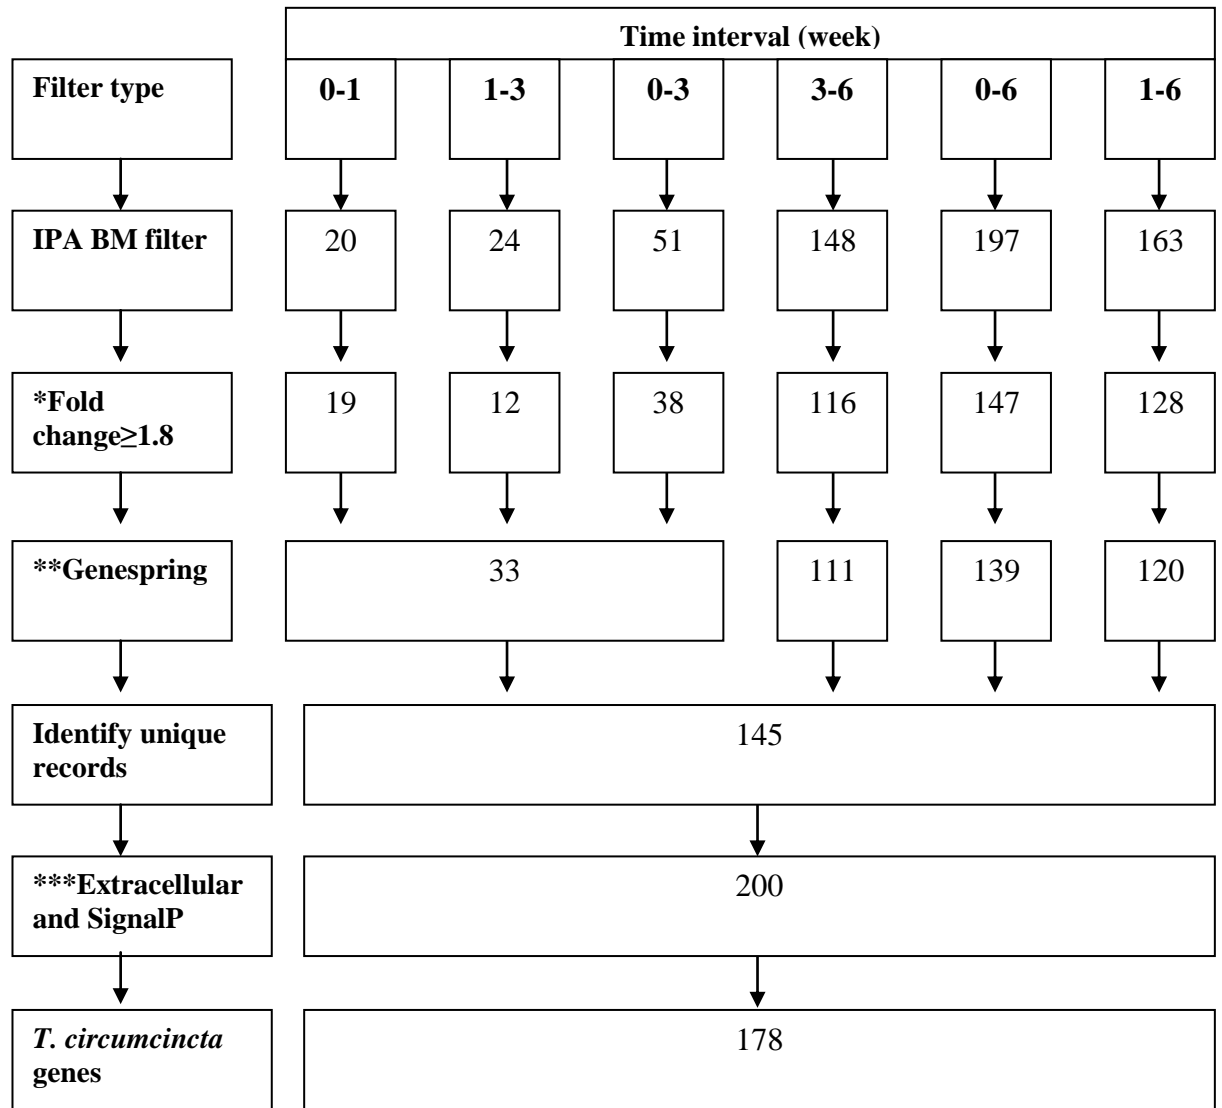 Time interval (week)
Filter type 0-1 1-3 0-3 3-6 0-6 1-6
IPA BM filter 20 24 51 148 197 163
*Fold 19 12 38 116 147 128
change≥1.8
**Genespring 33 111 139 120
Identify unique 145
records
***Extracellular 200
and SignalP
T. circumcincta 178
genes